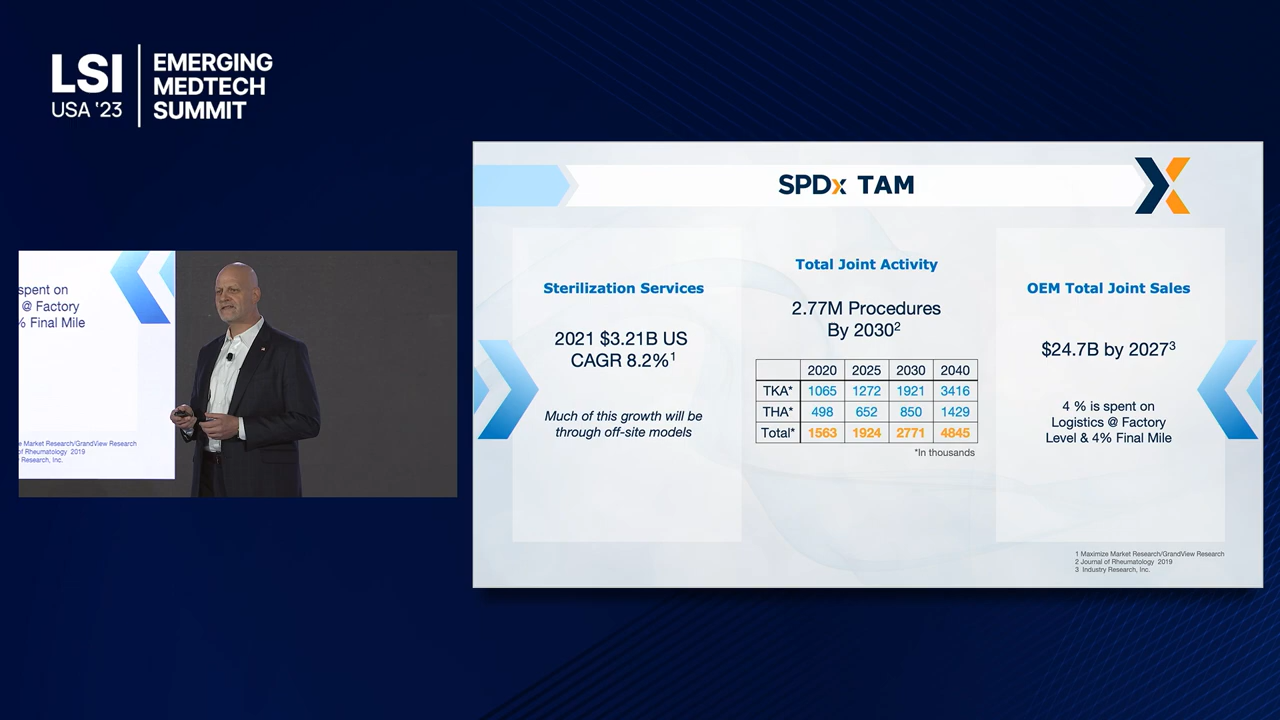 LSI
USA '23
EMERGING
MEDTECH
SUMMIT
spent on
@ Factory
% Final Mile
Market Research/GrandView Research
of Rheumatology 2019
Research, Inc.
SPDx TAM
Sterilization Services
2021 $3.21B US
CAGR 8.2%1
Much of this growth will be
through off-site models
Total Joint Activity
2.77M Procedures
By 20302
2020 2025 2030 2040
TKA* 1065 1272 1921 3416
THA* 498 652 850 1429
Total* 1563 1924 2771 4845
*In thousands
OEM Total Joint Sales
$24.7B by 20273
4 % is spent on
Logistics @ Factory
Level & 4% Final Mile
1 Maximize Market Research/GrandView Research
2 Journal of Rheumatology 2019
3 Industry Research, Inc.